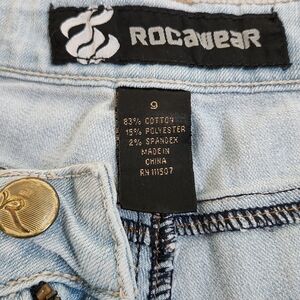 Rocawear
9
83% COTTON
15% POLYESTER
2% SPANDEX
MADE IN
CHINA
RN 111507